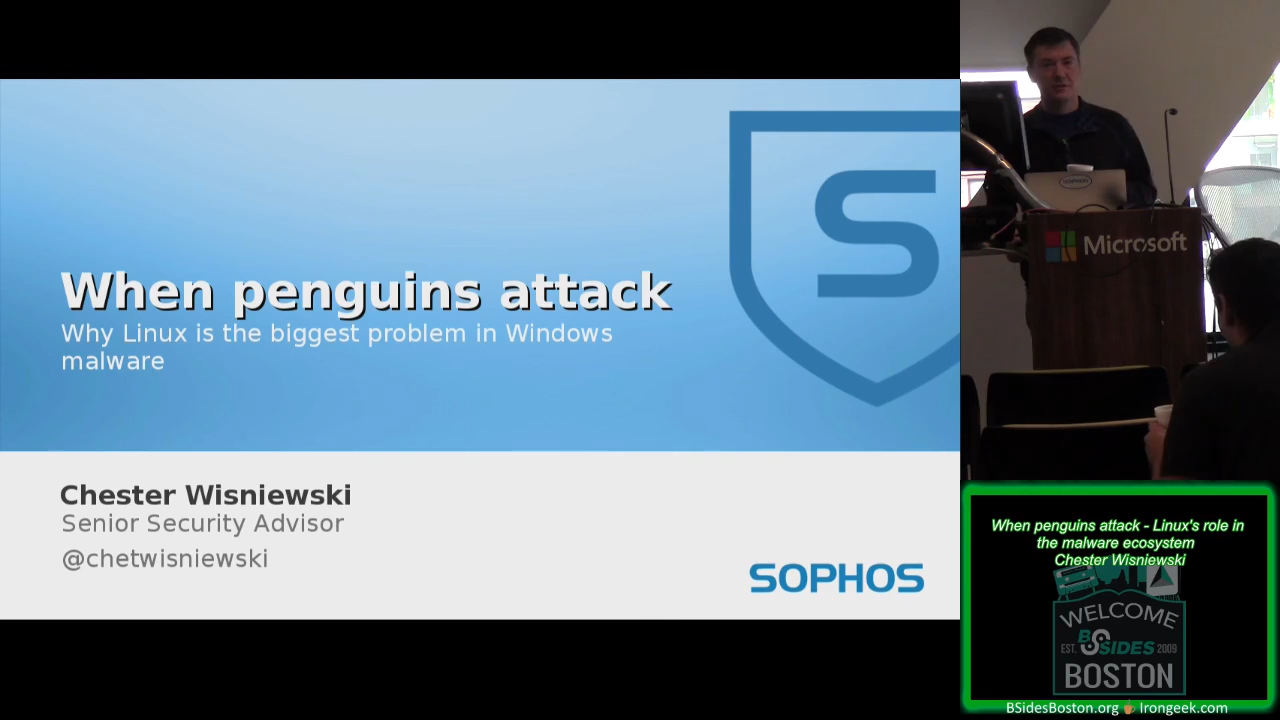 When penguins attack
Why Linux is the biggest problem in Windows
malware
Chester Wisniewski
Senior Security Advisor
@chetwisniewski
SOPHOS
S
SOPHOS
Microsoft
When penguins attack - Linux's role in
the malware ecosystem
Chester Wisniewski
WELCOME
EST. BSIDES 2009
BOSTON
BSidesBoston.org Irongeek.com